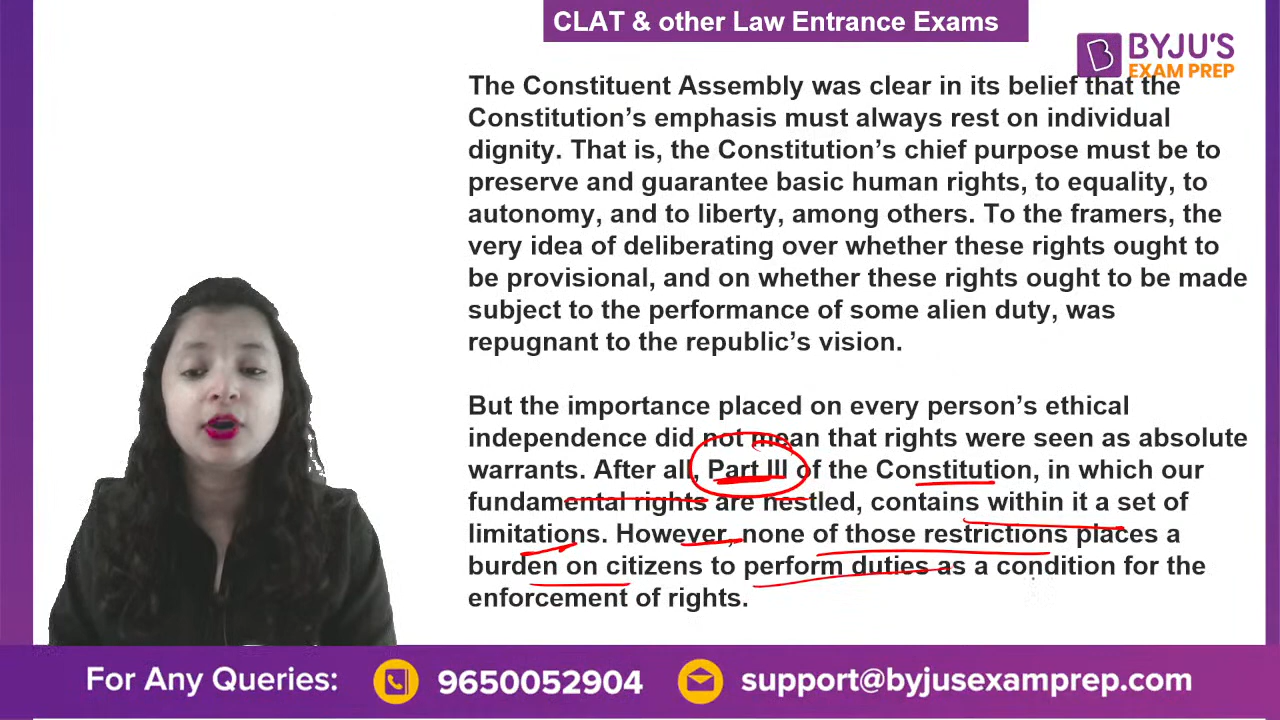 CLAT & other Law Entrance Exams
BYJU'S
EXAM PREP
The Constituent Assembly was clear in its belief that the
Constitution's emphasis must always rest on individual
dignity. That is, the Constitution's chief purpose must be to
preserve and guarantee basic human rights, to equality, to
autonomy, and to liberty, among others. To the framers, the
very idea of deliberating over whether these rights ought to
be provisional, and on whether these rights ought to be made
subject to the performance of some alien duty, was
repugnant to the republic's vision.
But the importance placed on every person's ethical
independence did not mean that rights were seen as absolute
warrants. After all, Part III of the Constitution, in which our
fundamental rights are nestled, contains within it a set of
limitations. However, none of those restrictions places a
burden on citizens to perform duties as a condition for the
enforcement of rights.
For Any Queries: 9650052904 support@byjusexamprep.com